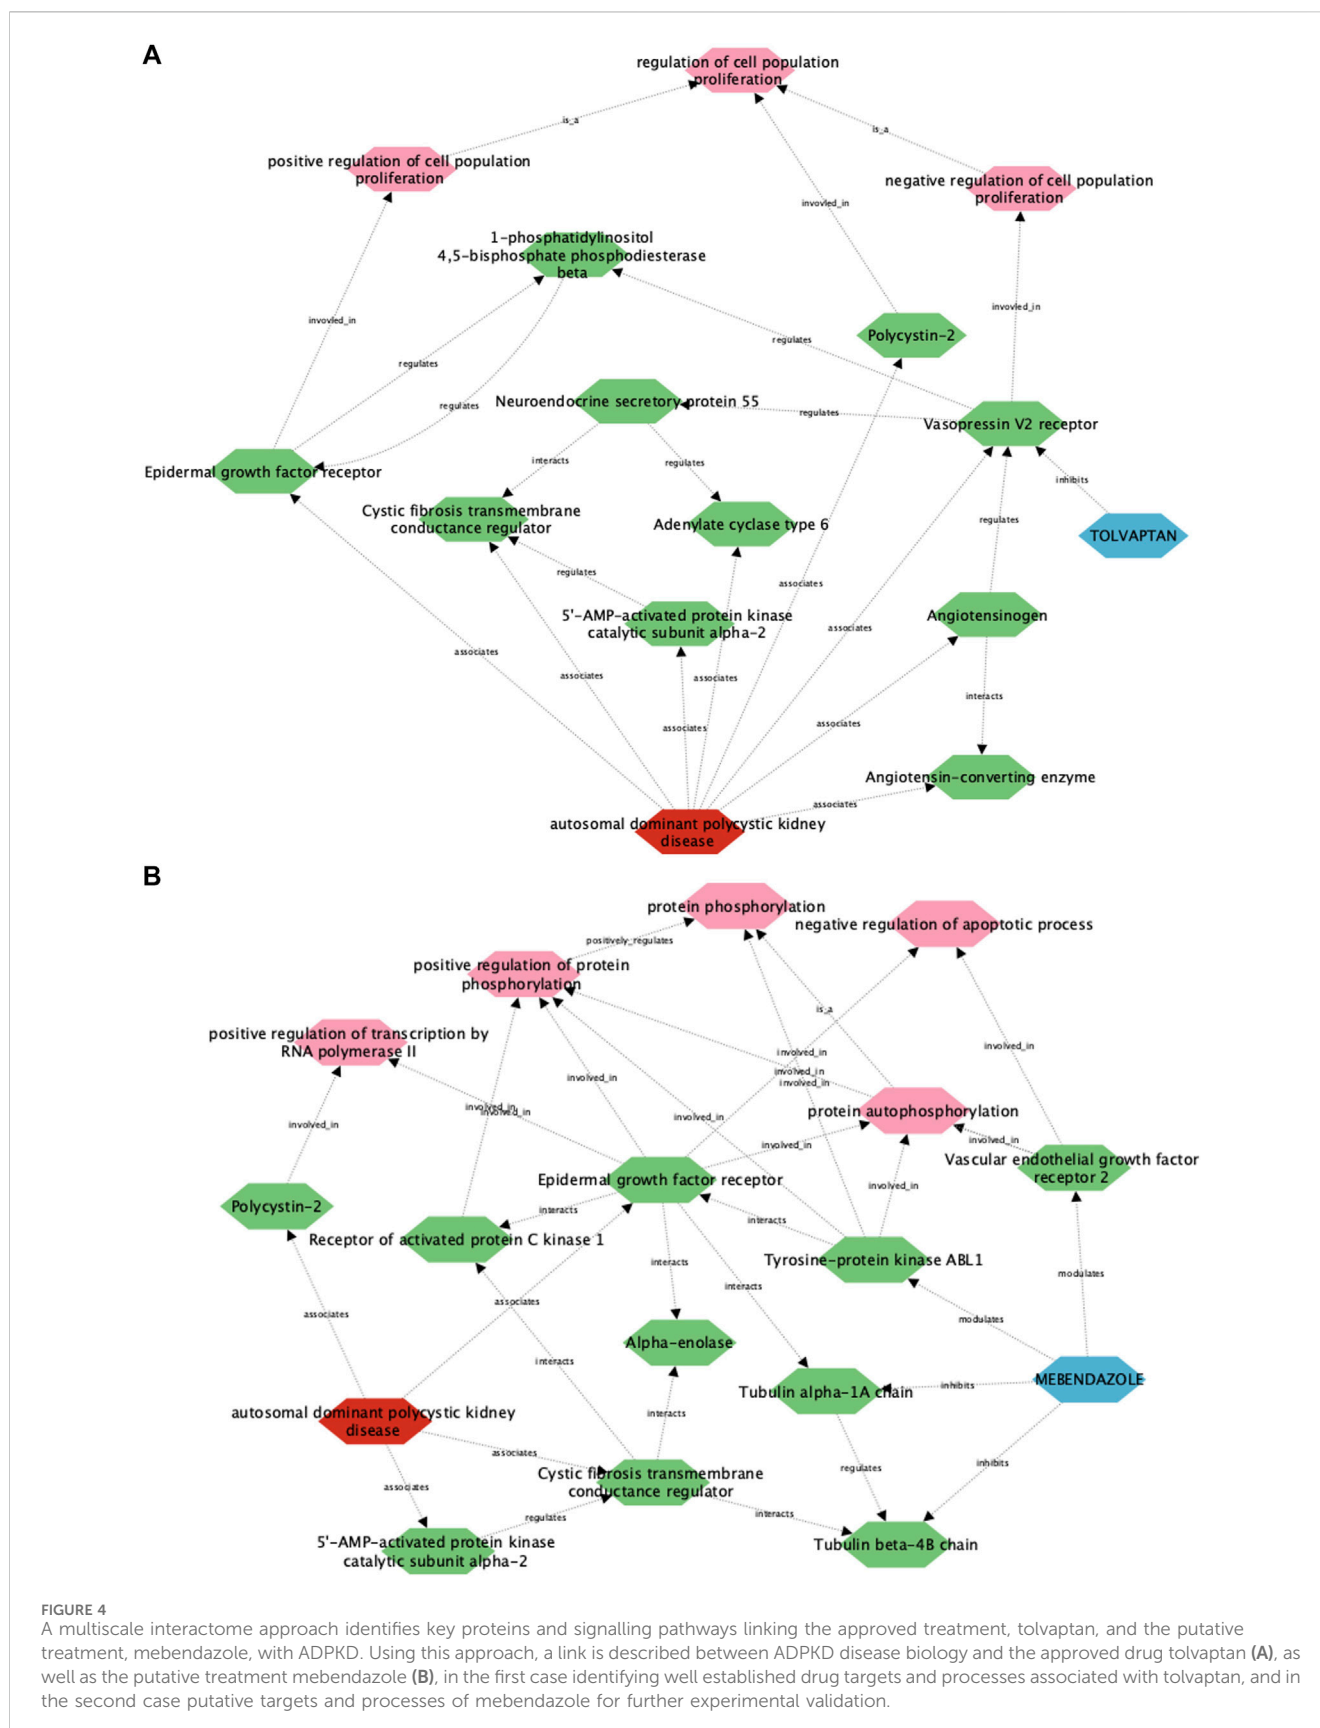 A
regulation of cell population
proliferation
is_a
is_a
positive regulation of cell population
proliferation
negative regulation of cell population
proliferation
invovled_in
1-phosphatidylinositol
4,5-bisphosphate phosphodiesterase
beta
invovled_in
invovled_in
Polycystin-2
regulates
regulates
Neuroendocrine secretory protein 55
regulates
regulates
Vasopressin V2 receptor
interacts
regulates
Epidermal growth factor receptor
inhibits
Cystic fibrosis transmembrane
conductance regulator
Adenylate cyclase type 6
regulates
TOLVAPTAN
regulates
associates
5'-AMP-activated protein kinase
catalytic subunit alpha-2
Angiotensinogen
associates
associates
associates
associates
interacts
associates
associates
Angiotensin-converting enzyme
associates
autosomal dominant polycystic kidney
disease
B
protein phosphorylation
negative regulation of apoptotic process
positively_regulates
positive regulation of protein
phosphorylation
is_a
positive regulation of transcription by
RNA polymerase II
involved_in
involved_in
involved_in
involved_in
involved_in
involved_in
involved_in
protein autophosphorylation
involved_in
involved_in
involved_in
involved_in
Vascular endothelial growth factor
receptor 2
Epidermal growth factor receptor
involved_in
Polycystin-2
interacts
interacts
Receptor of activated protein C kinase 1
Tyrosine-protein kinase ABL1
interacts
modulates
interacts
associates
associates
modulates
Alpha-enolase
interacts
MEBENDAZOLE
inhibits
Tubulin alpha-1A chain
autosomal dominant polycystic kidney
disease
interacts
associates
inhibits
regulates
Cystic fibrosis transmembrane
conductance regulator
associates
interacts
regulates
5'-AMP-activated protein kinase
catalytic subunit alpha-2
Tubulin beta-4B chain
FIGURE 4
A multiscale interactome approach identifies key proteins and signalling pathways linking the approved treatment, tolvaptan, and the putative
treatment, mebendazole, with ADPKD. Using this approach, a link is described between ADPKD disease biology and the approved drug tolvaptan (A), as
well as the putative treatment mebendazole (B), in the first case identifying well established drug targets and processes associated with tolvaptan, and in
the second case putative targets and processes of mebendazole for further experimental validation.